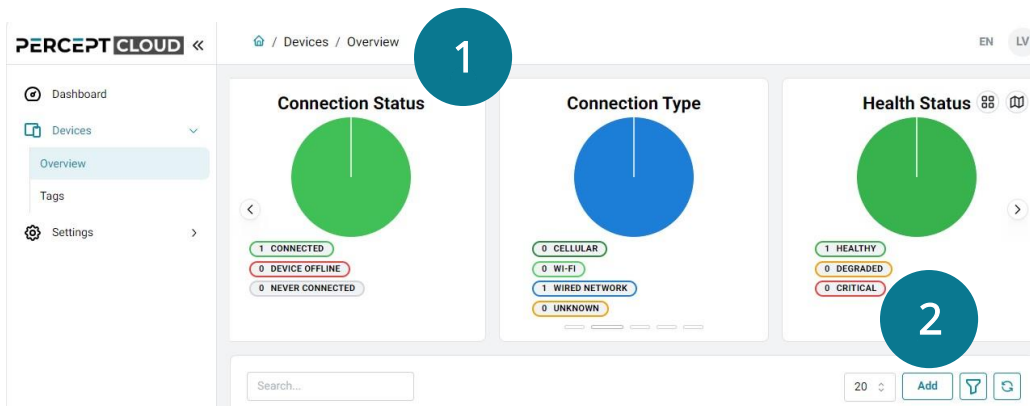 PERCEPT CLOUD «
/ Devices / Overview
1
EN LV
Dashboard
Devices
Overview
Tags
Settings
Connection Status
1 CONNECTED
0 DEVICE OFFLINE
0 NEVER CONNECTED
Connection Type
0 CELLULAR
0 WI-FI
1 WIRED NETWORK
0 UNKNOWN
Health Status
1 HEALTHY
0 DEGRADED
0 CRITICAL
2
Search...
20
Add